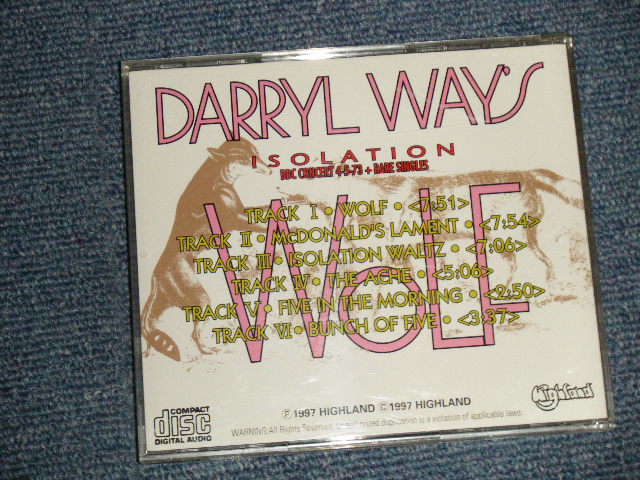 DARRYL WAY'S
ISOLATION
BBC CONCERT 4-5-73 + RARE SINGLES
WOLF
TRACK I • WOLF • <7:51>
TRACK II • McDONALD'S LAMENT • <7:54>
TRACK III • ISOLATION WALTZ • <7:06>
TRACK IV • THE ACHE • <5:06>
TRACK V • FIVE IN THE MORNING • <2:50>
TRACK VI • BUNCH OF FIVE • <3:37>
℗ 1997 HIGHLAND © 1997 HIGHLAND
Highland
COMPACT
disc
DIGITAL AUDIO
WARNING: All Rights Reserved. Unauthorized duplication is a violation of applicable laws.